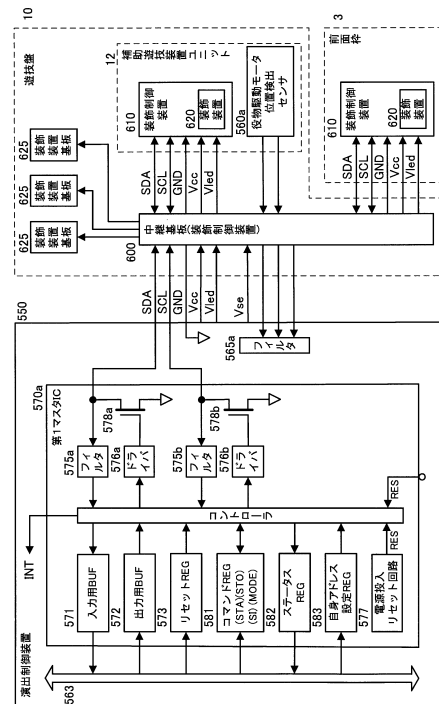 10
遊技盤
12
補助遊技装置ユニット
610
装飾制御
装置
620
装飾
装置
560a
役物駆動モータ
位置検出
センサ
3
前面
枠
610
装飾制御
装置
620
装飾
装置
625
装飾
装置
基板
625
装飾
装置
基板
625
装飾
装置
基板
SDA
SCL
GND
Vcc
Vled
SDA
SCL
GND
Vcc
Vled
600
中継基板(装飾制御装置)
550
SDA
SCL
GND
Vcc
Vled
Vse
565a
フィルタ
570a
第1マスタIC
575a
フィルタ
576a
ドライバ
578a
575b
フィルタ
576b
ドライバ
578b
コントローラ
INT
RES
RES
571
入力用BUF
572
出力用BUF
573
リセットREG
581
コマンドREG
(STA)(STO)
(SI)(MODE)
582
ステータス
REG
583
自身アドレス
設定REG
577
電源投入
リセット回路
演出制御装置
563